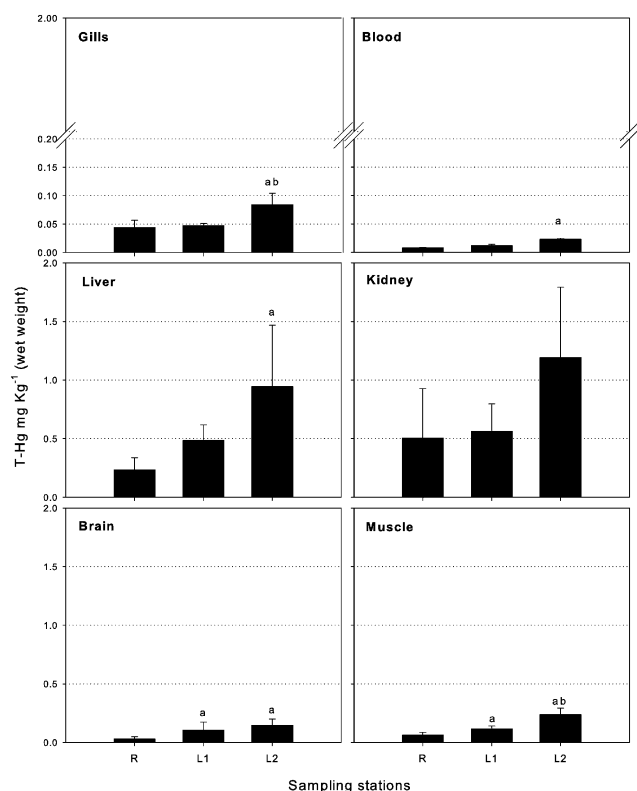 2.00
Gills
Blood
0.20
0.15
a b
0.10
a
0.05
0.00
2.0
Liver
Kidney
a
1.5
1.0
0.5
0.0
T-Hg mg Kg-1 (wet weight)
2.0
Brain
Muscle
1.5
1.0
0.5
a
a
a
a b
0.0
R
L1
L2
R
L1
L2
Sampling stations